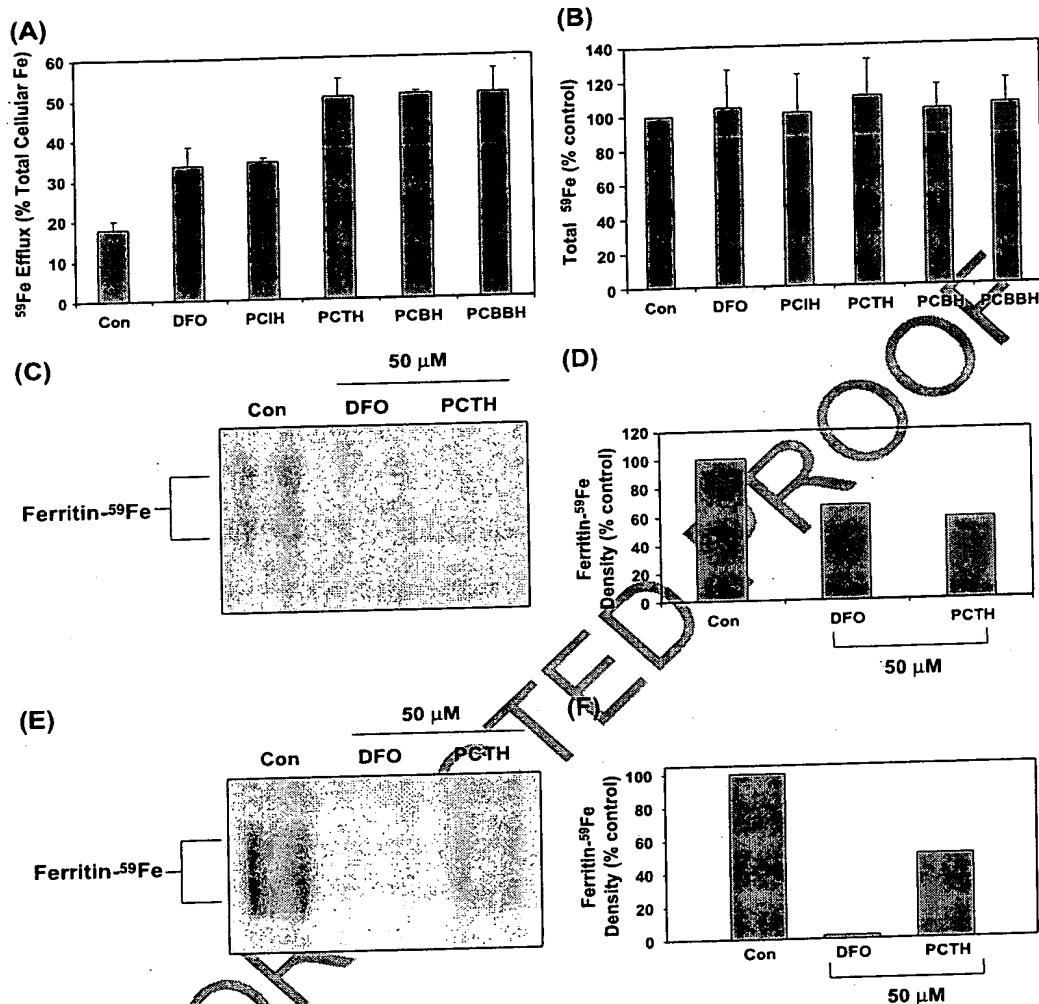 (A)
60
50
40
30
20
10
0
⁵⁹Fe Efflux (% Total Cellular Fe)
Con DFO PCIH PCTH PCBH PCBBH
(B)
140
120
100
80
60
40
20
0
Total ⁵⁹Fe (% control)
Con DFO PCIH PCTH PCBH PCBBH
(C)
50 µM
Con DFO PCTH
Ferritin-⁵⁹Fe
(D)
120
100
80
60
40
20
0
Ferritin-⁵⁹Fe
Density (% control)
Con DFO PCTH
50 µM
(E)
50 µM
Con DFO PCTH
Ferritin-⁵⁹Fe
(F)
100
80
60
40
20
0
Ferritin-⁵⁹Fe
Density (% control)
Con DFO PCTH
50 µM
TED PROOF